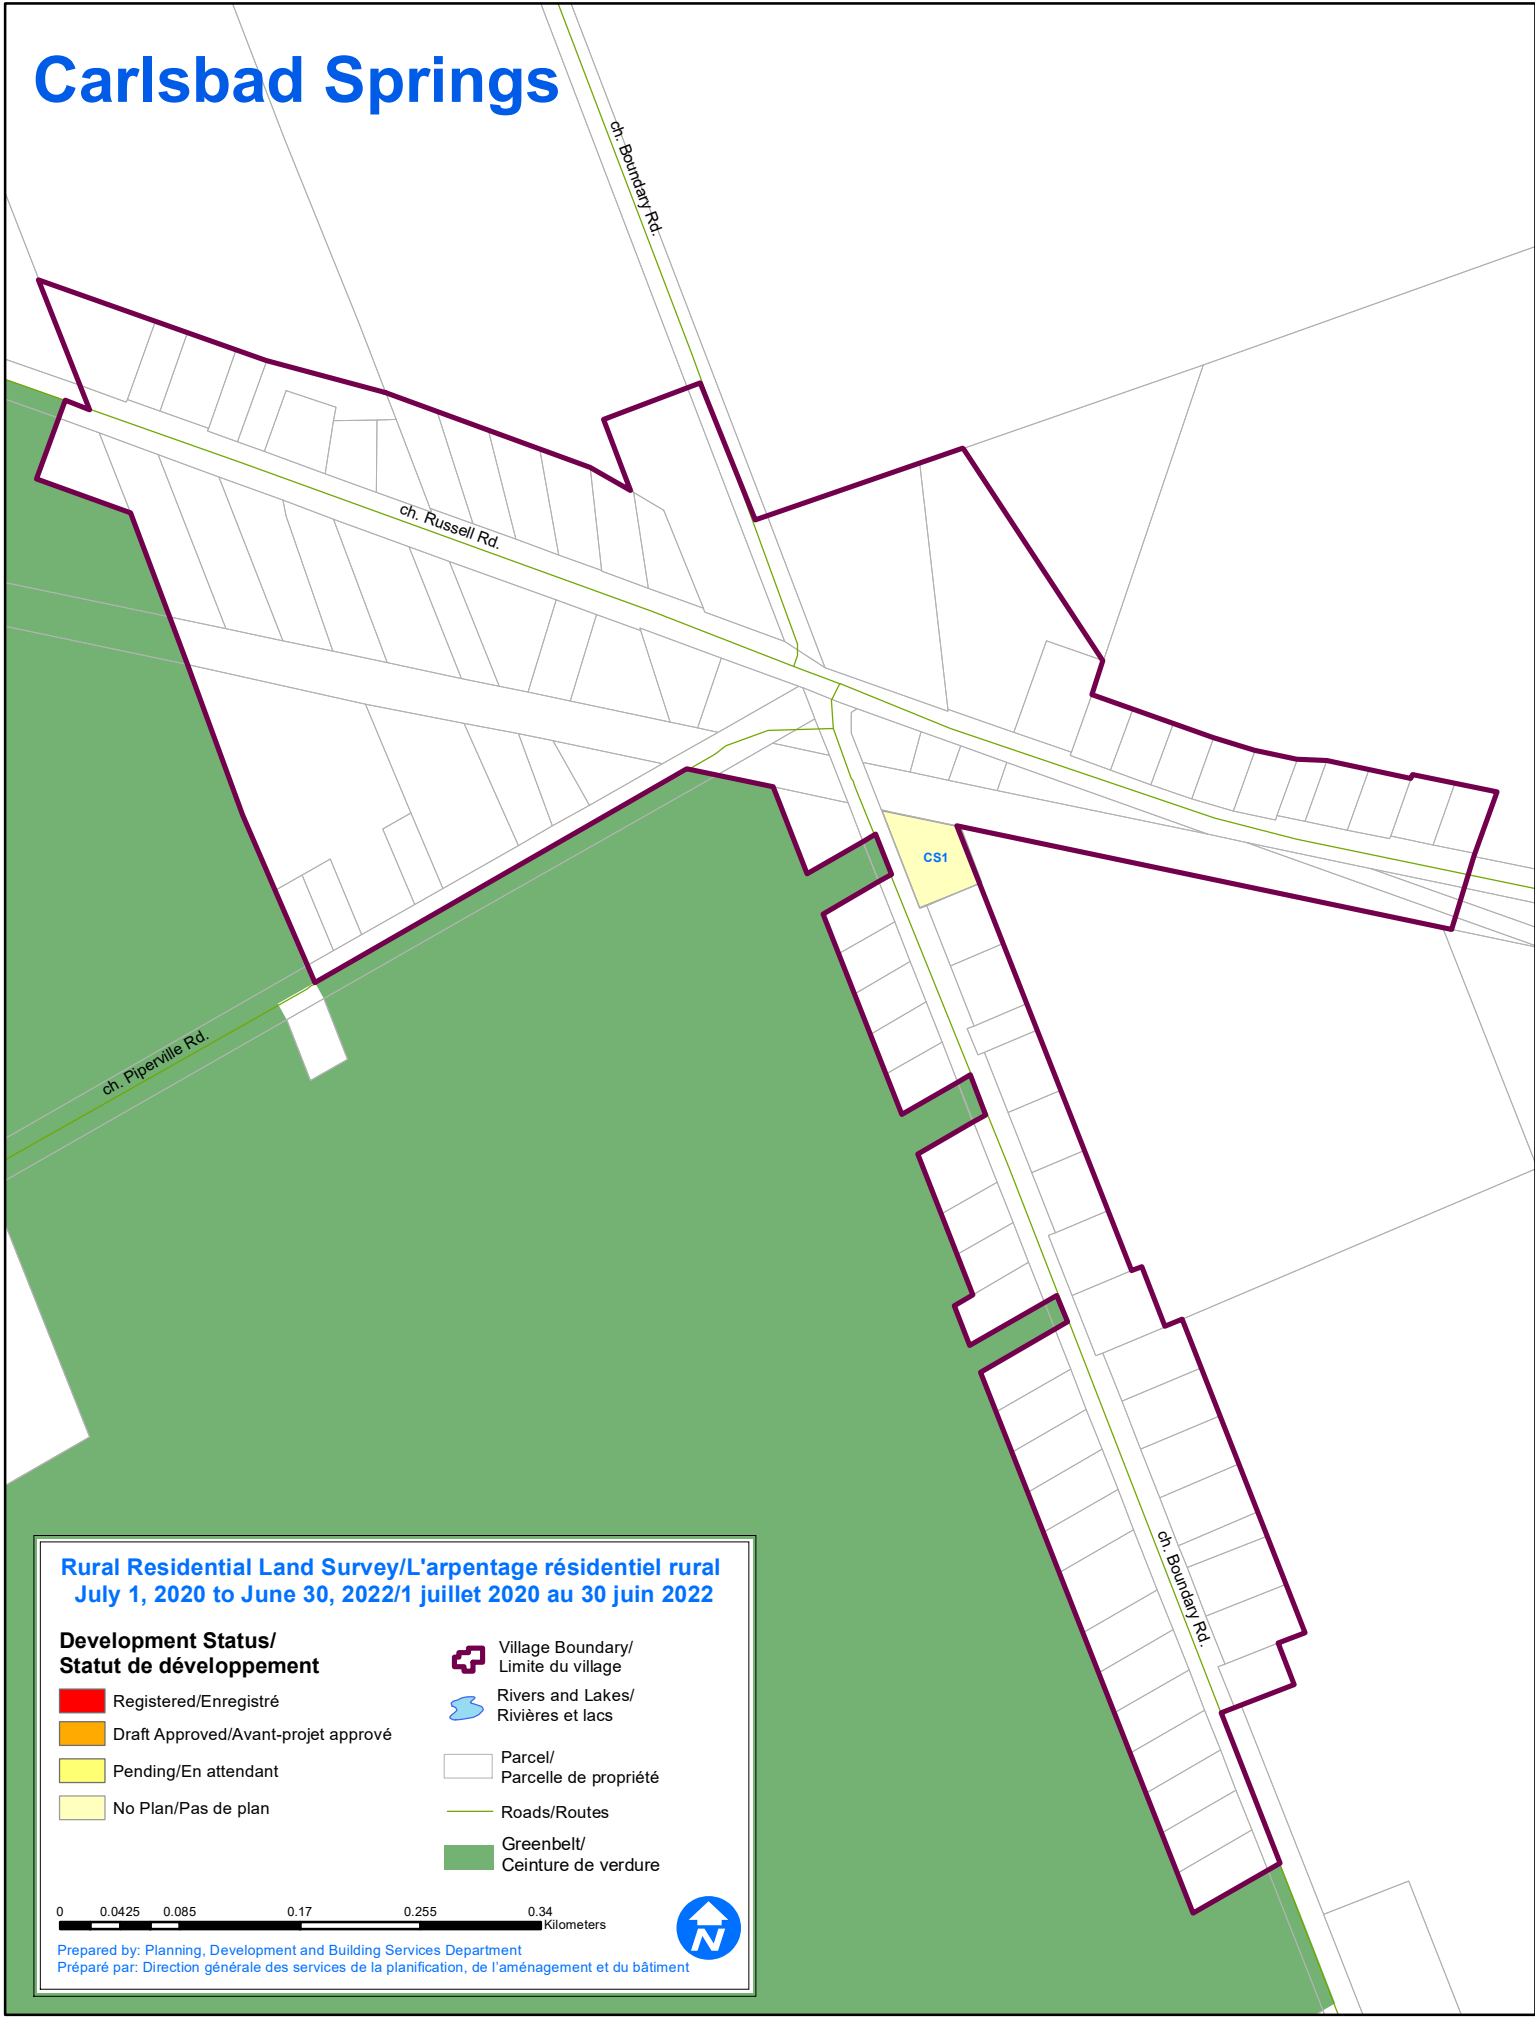 Carlsbad Springs
ch. Boundary Rd.
ch. Russell Rd.
CS1
ch. Piperville Rd.
ch. Boundary Rd.
Rural Residential Land Survey/L'arpentage résidentiel rural
July 1, 2020 to June 30, 2022/1 juillet 2020 au 30 juin 2022
Development Status/
Statut de développement
Registered/Enregistré
Draft Approved/Avant-projet approuvé
Pending/En attendant
No Plan/Pas de plan
Village Boundary/
Limite du village
Rivers and Lakes/
Rivières et lacs
Parcel/
Parcelle de propriété
Roads/Routes
Greenbelt/
Ceinture de verdure
0 0.0425 0.085 0.17 0.255 0.34
Kilometers
N
Prepared by: Planning, Development and Building Services Department
Préparé par: Direction générale des services de la planification, de l'aménagement et du bâtiment